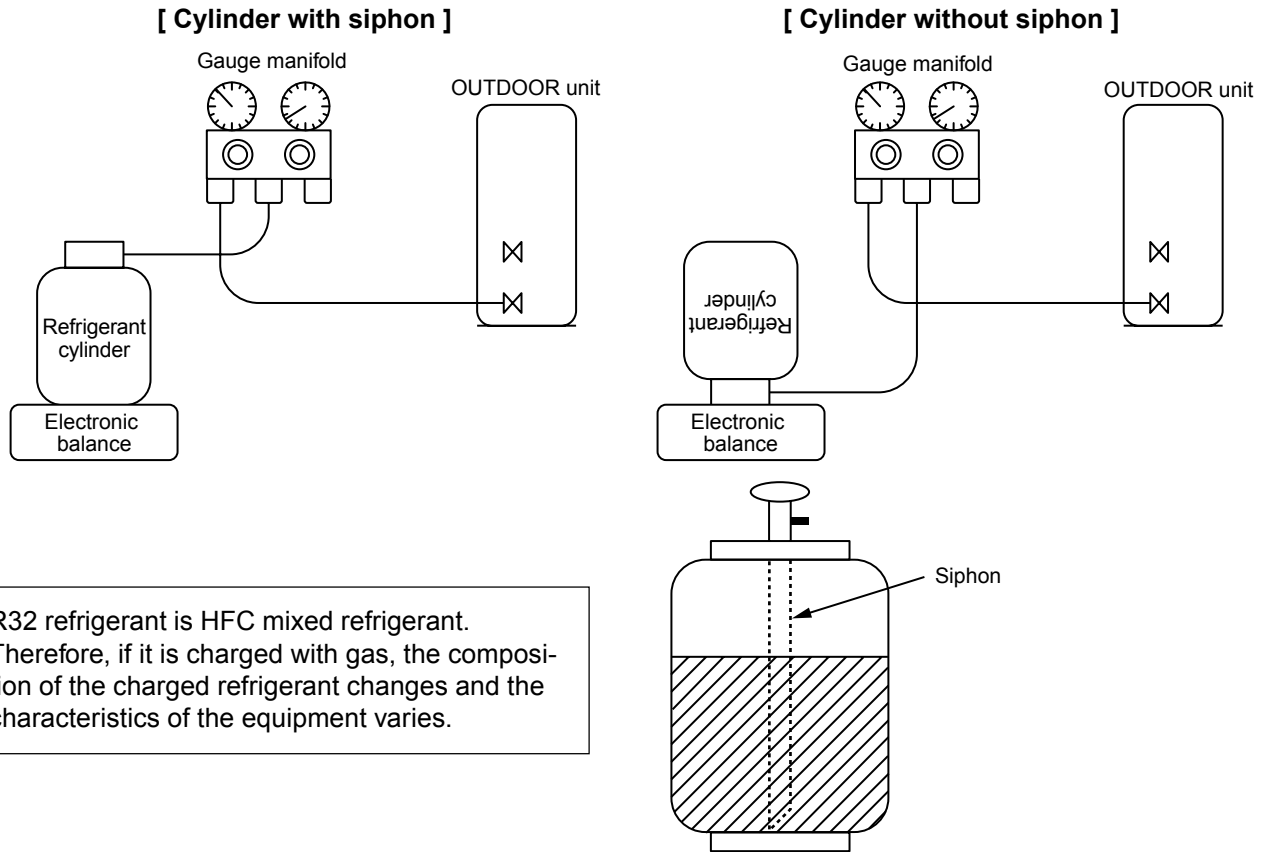 [ Cylinder with siphon ]
Gauge manifold
OUTDOOR unit
Refrigerant
cylinder
Electronic
balance
[ Cylinder without siphon ]
Gauge manifold
OUTDOOR unit
Refrigerant
cylinder
Electronic
balance
Siphon
R32 refrigerant is HFC mixed refrigerant.
Therefore, if it is charged with gas, the composi-
tion of the charged refrigerant changes and the
characteristics of the equipment varies.